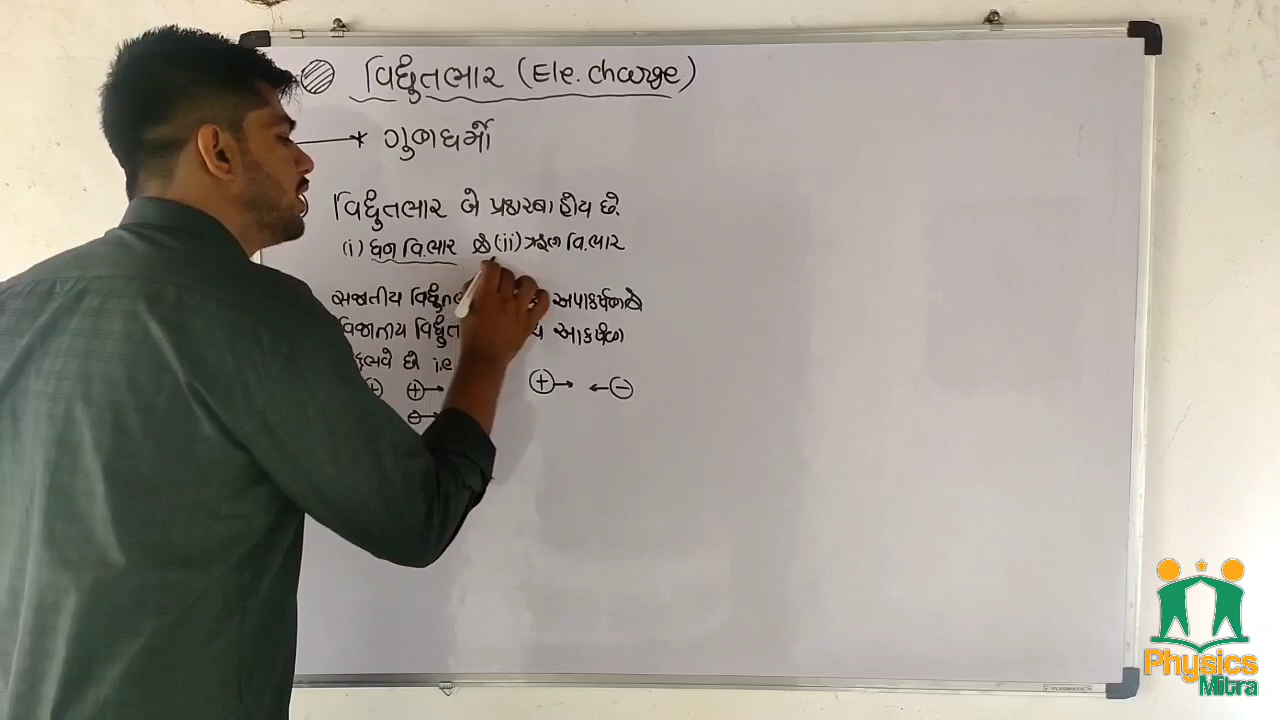 વિદ્યુતભાર (Ele. charge)
ગુણધર્મો
વિદ્યુતભાર બે પ્રકારના હોય છે.
(i) ધન વિ.ભાર (ii) ઋણ વિ.ભાર
સજાતીય અપાકર્ષણ
વિજાતીય આકર્ષણ
છે i.e
+ + + -
-
Physics
Mitra